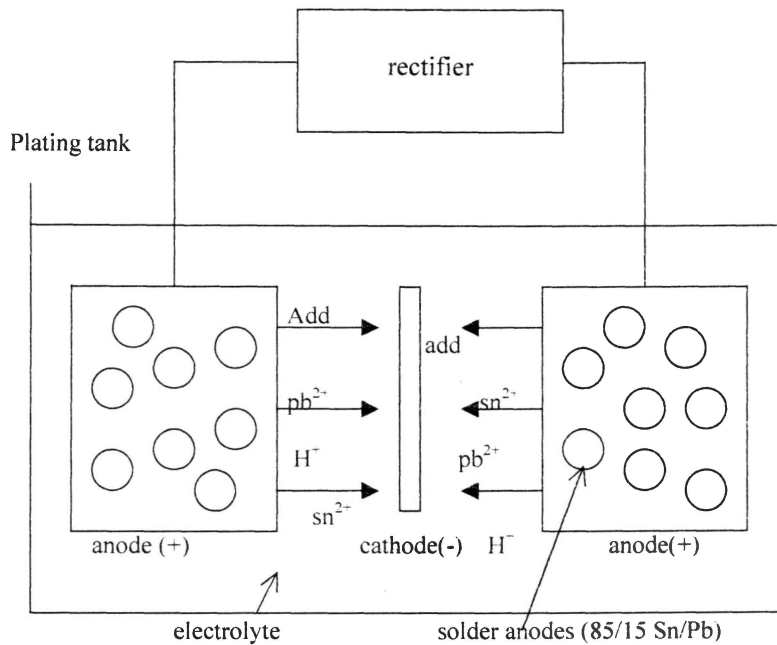 rectifier
Plating tank
Add
add
pb²⁺
sn²⁺
H⁺
pb²⁺
sn²⁺
anode (+)
cathode(-)
H⁻
anode(+)
electrolyte
solder anodes (85/15 Sn/Pb)